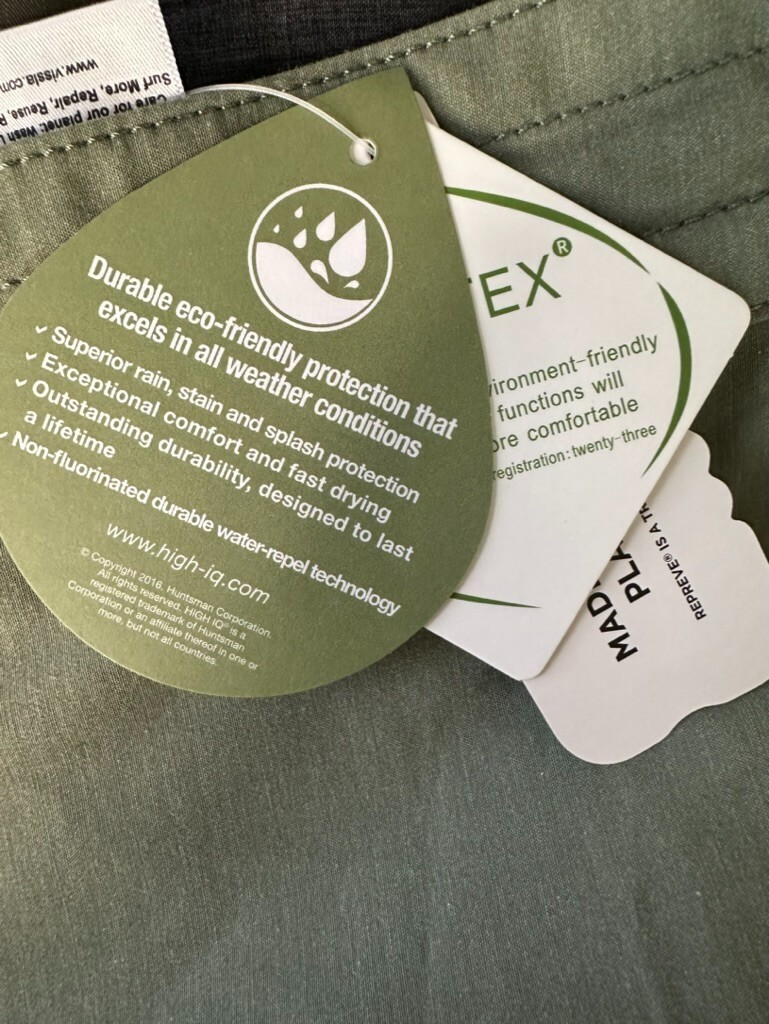 www.vissla.com
Surf More, Repair, Reuse, R
Care for our planet: Wash L
Durable eco-friendly protection that
excels in all weather conditions
✓ Superior rain, stain and splash protection
✓ Exceptional comfort and fast drying
✓ Outstanding durability, designed to last
a lifetime
✓ Non-fluorinated durable water-repel technology
www.high-iq.com
© Copyright 2016. Huntsman Corporation.
All rights reserved. HIGH IQ® is a
registered trademark of Huntsman
Corporation or an affiliate thereof in one or
more, but not all countries.
TEX®
vironment-friendly
functions will
ore comfortable
registration: twenty-three
MAD
PLA
REPREVE® IS A TR